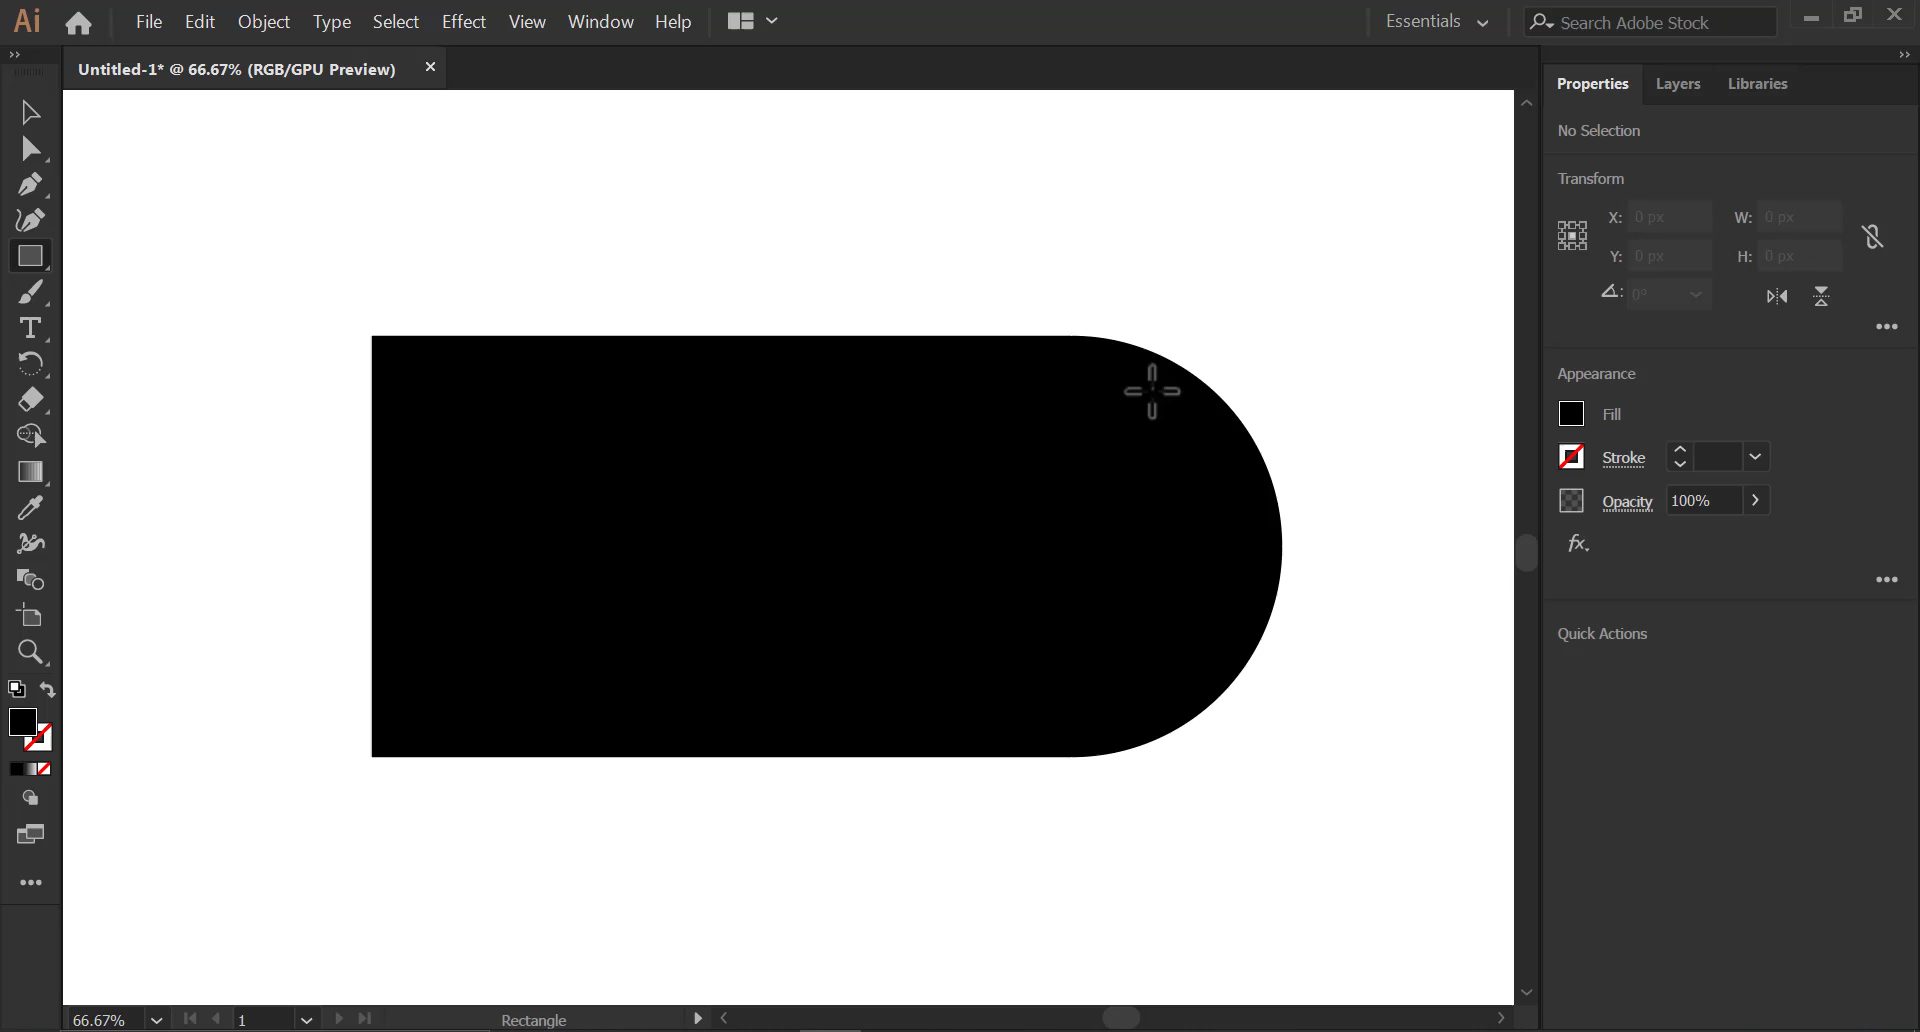 Ai File Edit Object Type Select Effect View Window Help Essentials Search Adobe Stock
Untitled-1* @ 66.67% (RGB/GPU Preview)
Properties Layers Libraries
No Selection
Transform
X: 0 px W: 0 px
Y: 0 px H: 0 px
0°
Appearance
Fill
Stroke
Opacity 100%
fx
Quick Actions
66.67% 1 Rectangle